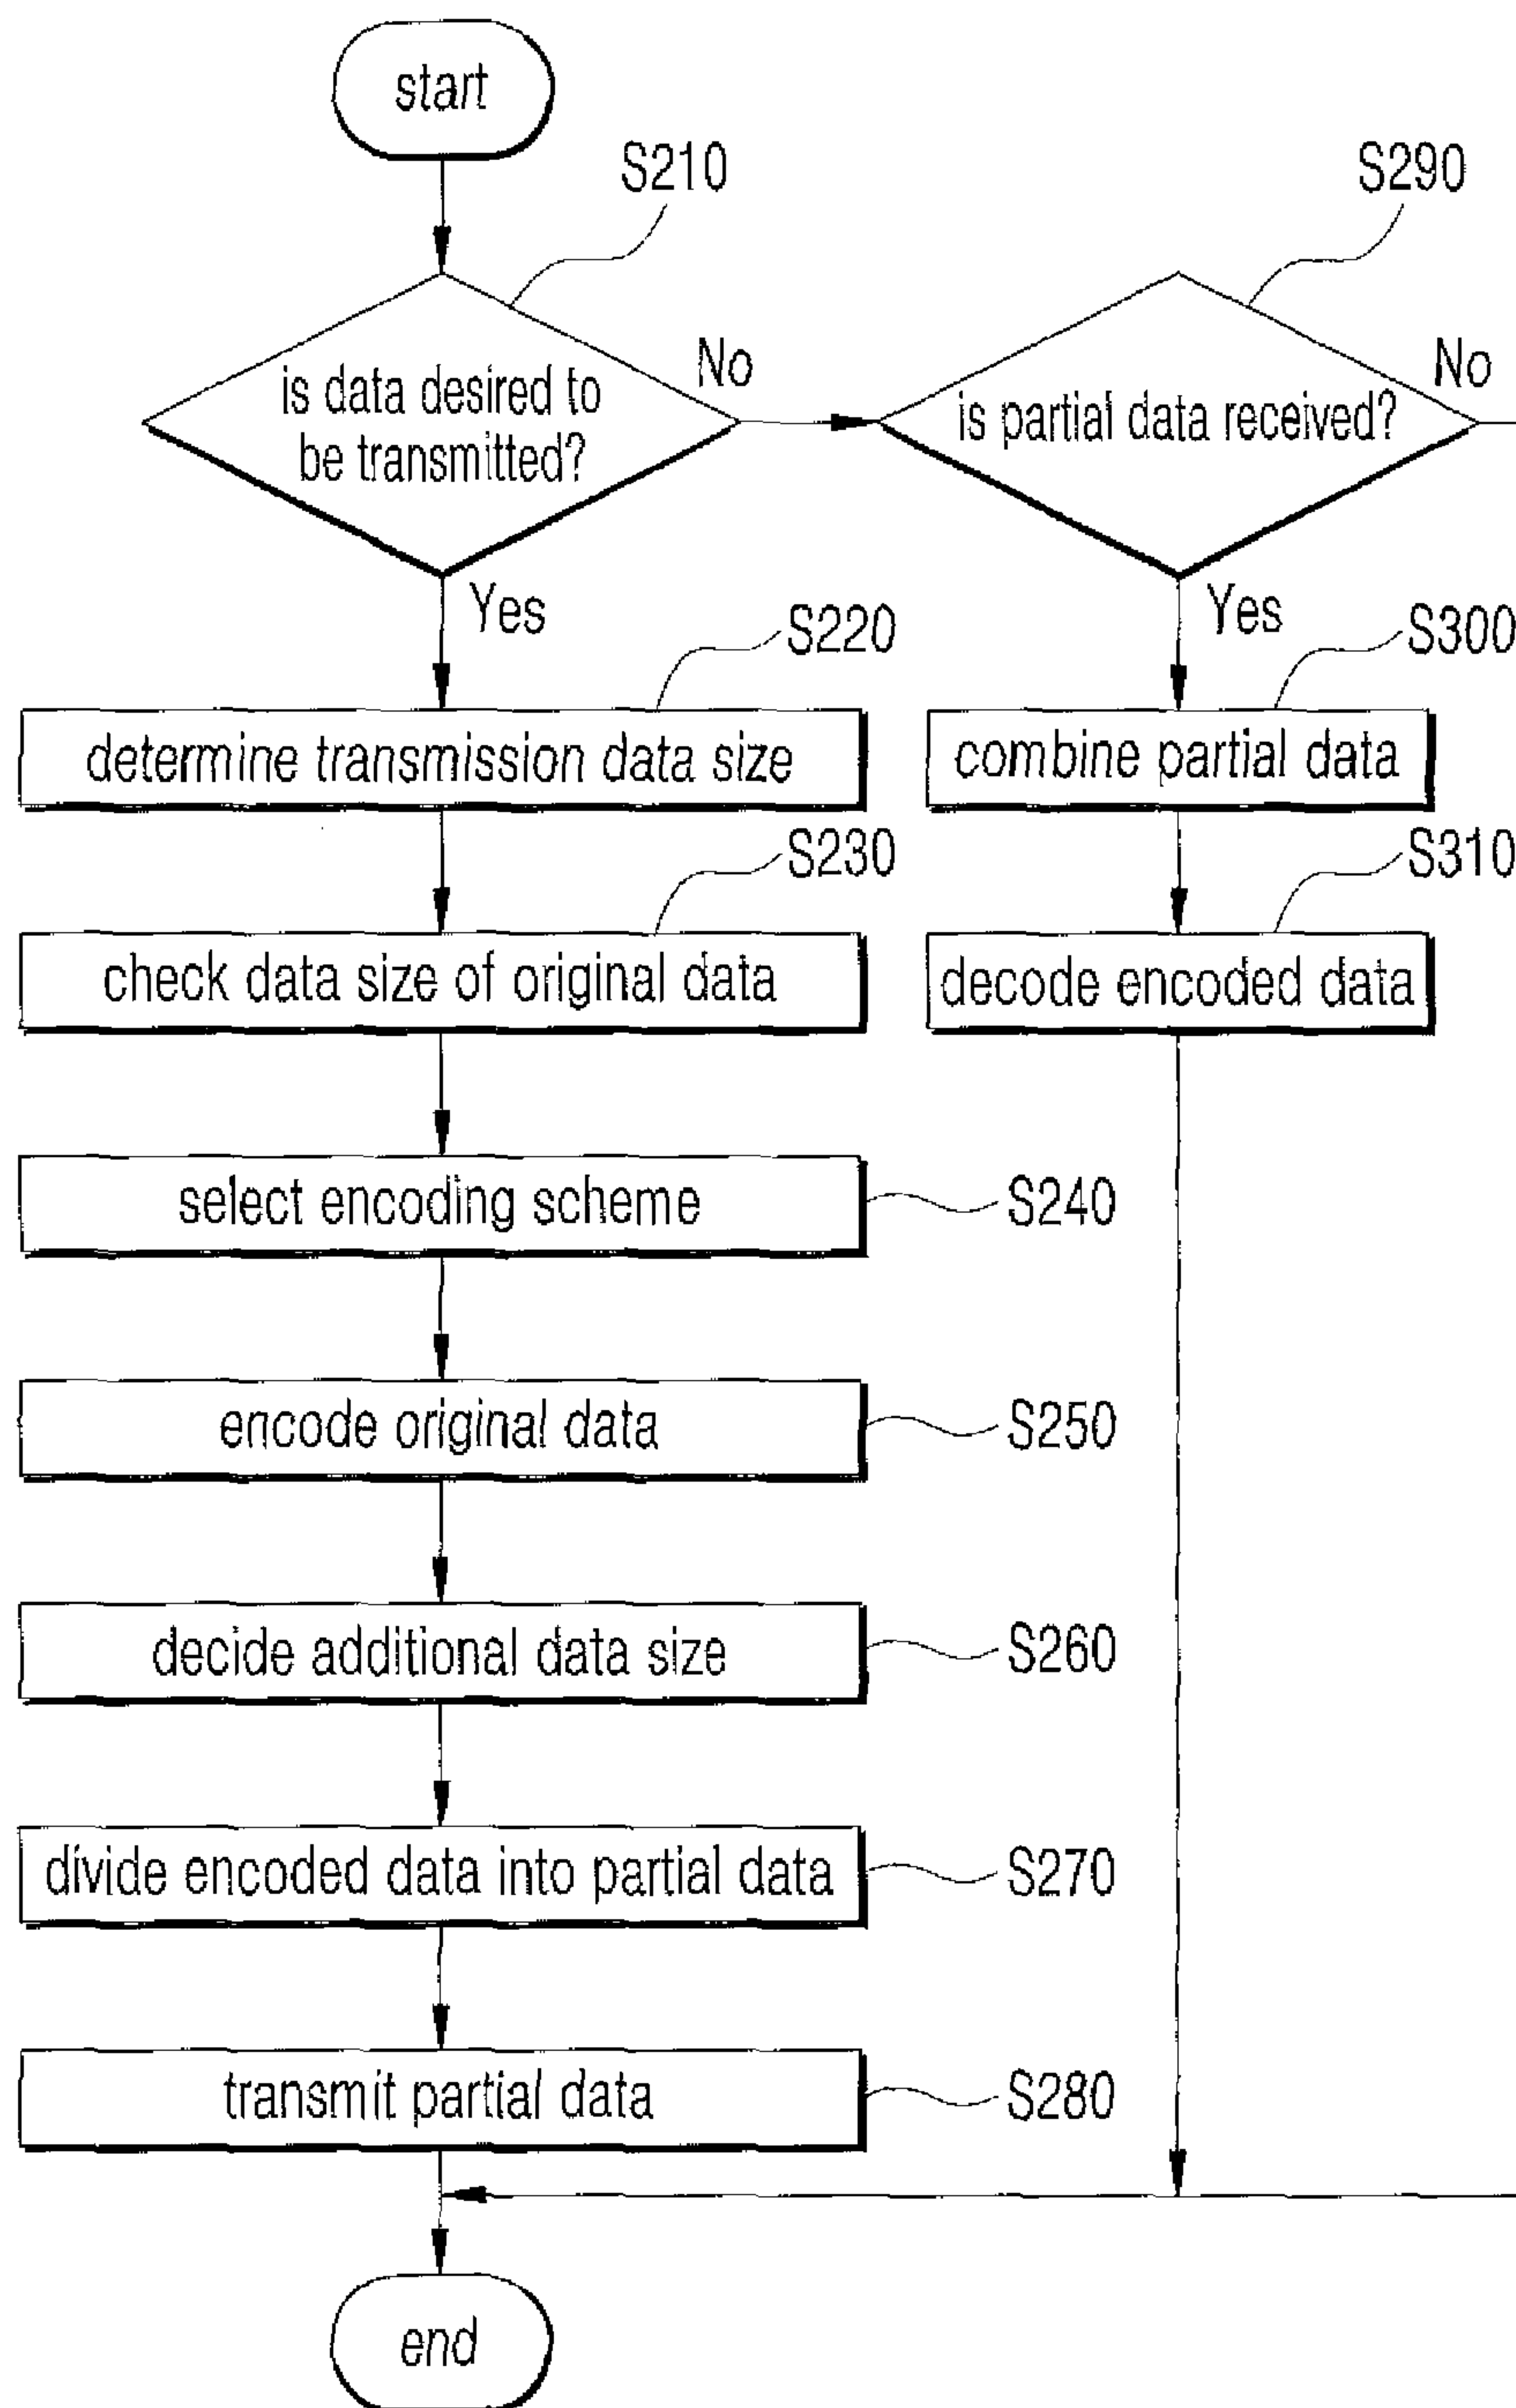 start
S210
S290
is data desired to
be transmitted?
No
is partial data received?
No
Yes
Yes
S220
S300
determine transmission data size
combine partial data
S230
S310
check data size of original data
decode encoded data
select encoding scheme
S240
encode original data
S250
decide additional data size
S260
divide encoded data into partial data
S270
transmit partial data
S280
end